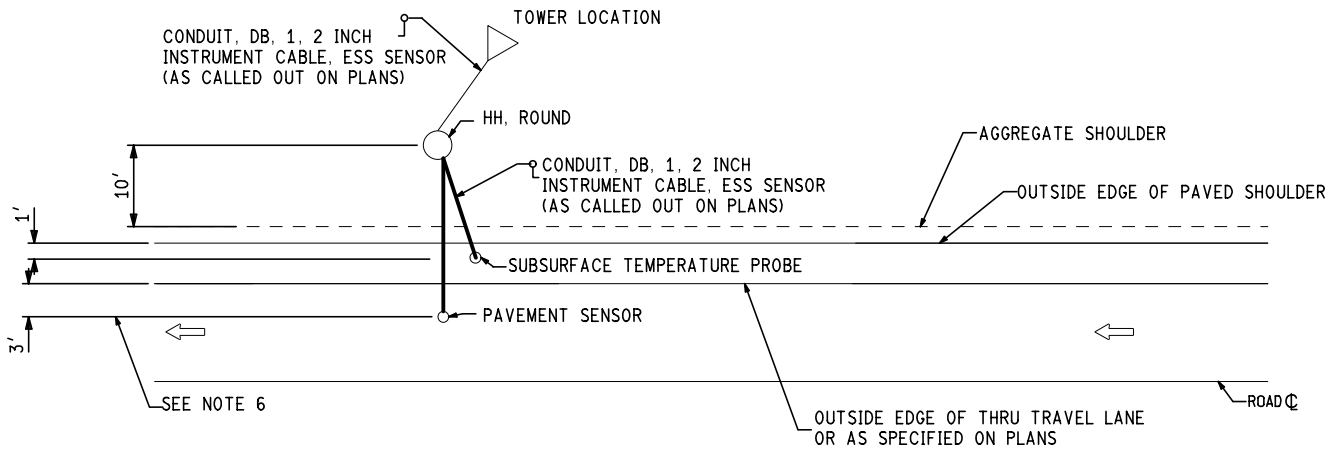 TOWER LOCATION
CONDUIT, DB, 1, 2 INCH
INSTRUMENT CABLE, ESS SENSOR
(AS CALLED OUT ON PLANS)
HH, ROUND
AGGREGATE SHOULDER
CONDUIT, DB, 1, 2 INCH
INSTRUMENT CABLE, ESS SENSOR
(AS CALLED OUT ON PLANS)
10'
OUTSIDE EDGE OF PAVED SHOULDER
1'
SUBSURFACE TEMPERATURE PROBE
PAVEMENT SENSOR
3'
SEE NOTE 6
ROAD ℄
OUTSIDE EDGE OF THRU TRAVEL LANE
OR AS SPECIFIED ON PLANS